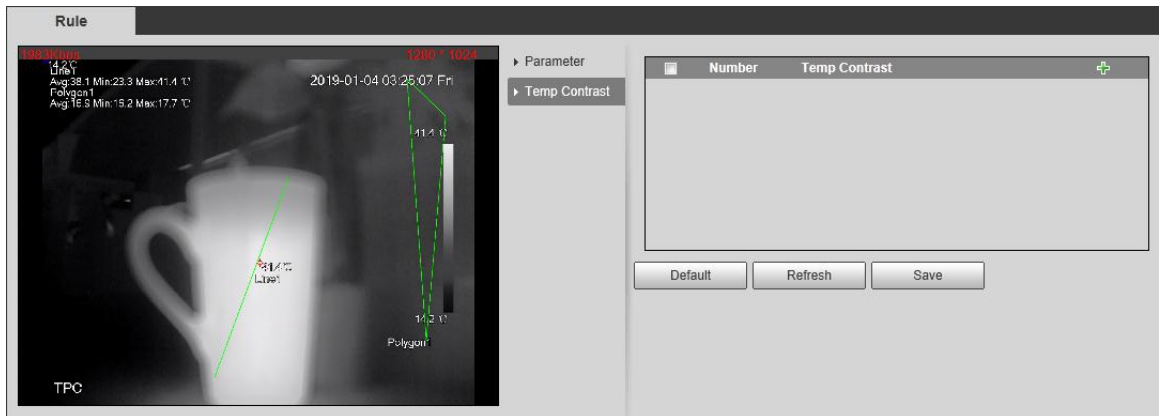 Rule
1983Kbps
1280 * 1024
14.2℃
Line1
Avg:38.1 Min:23.3 Max:41.4 ℃
Polygon1
Avg:16.9 Min:15.2 Max:17.7 ℃
2019-01-04 03:25:07 Fri
41.4 ℃
41.4℃
Line1
14.2 ℃
Polygon1
TPC
Parameter
Temp Contrast
Number Temp Contrast
Default Refresh Save